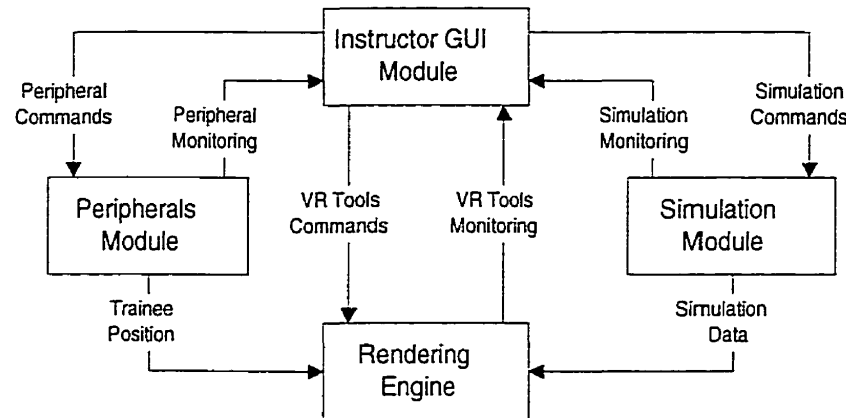 Instructor GUI
Module
Peripheral
Commands
Peripheral
Monitoring
Simulation
Monitoring
Simulation
Commands
Peripherals
Module
VR Tools
Commands
VR Tools
Monitoring
Simulation
Module
Trainee
Position
Simulation
Data
Rendering
Engine